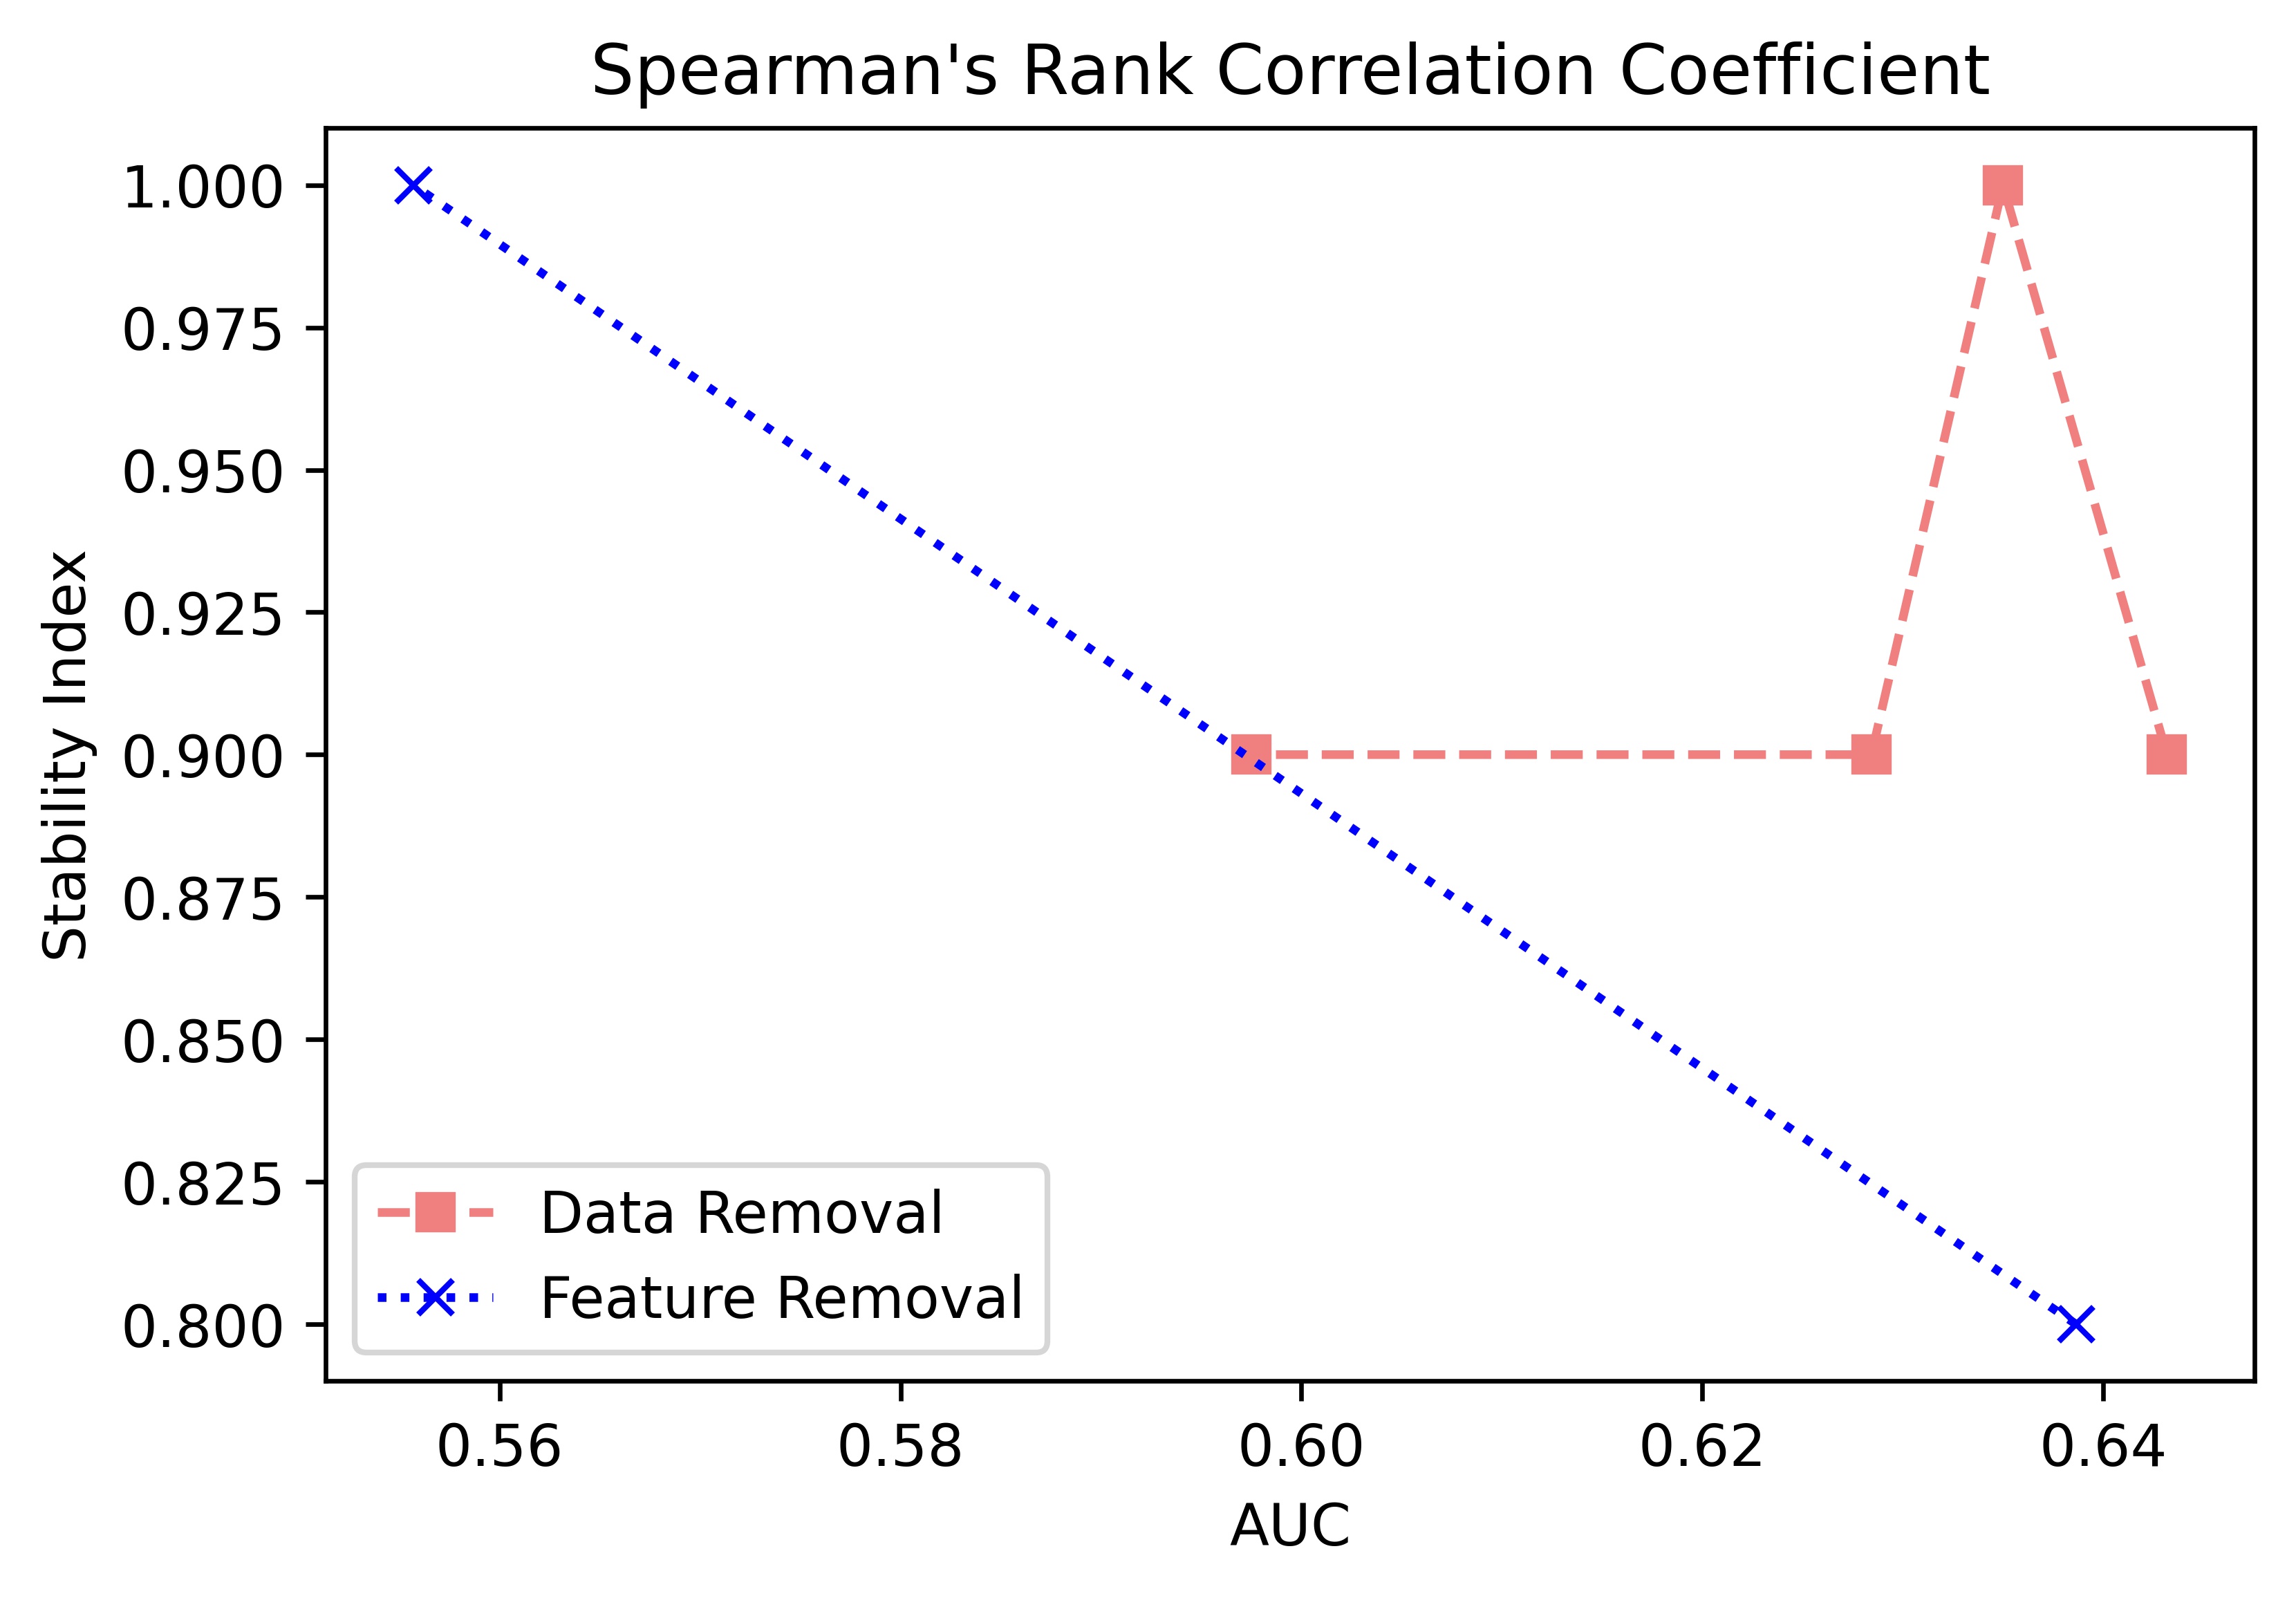 Spearman's Rank Correlation Coefficient
1.000
0.975
0.950
0.925
0.900
0.875
0.850
0.825
0.800
Stability Index
Data Removal
Feature Removal
0.56 0.58 0.60 0.62 0.64
AUC